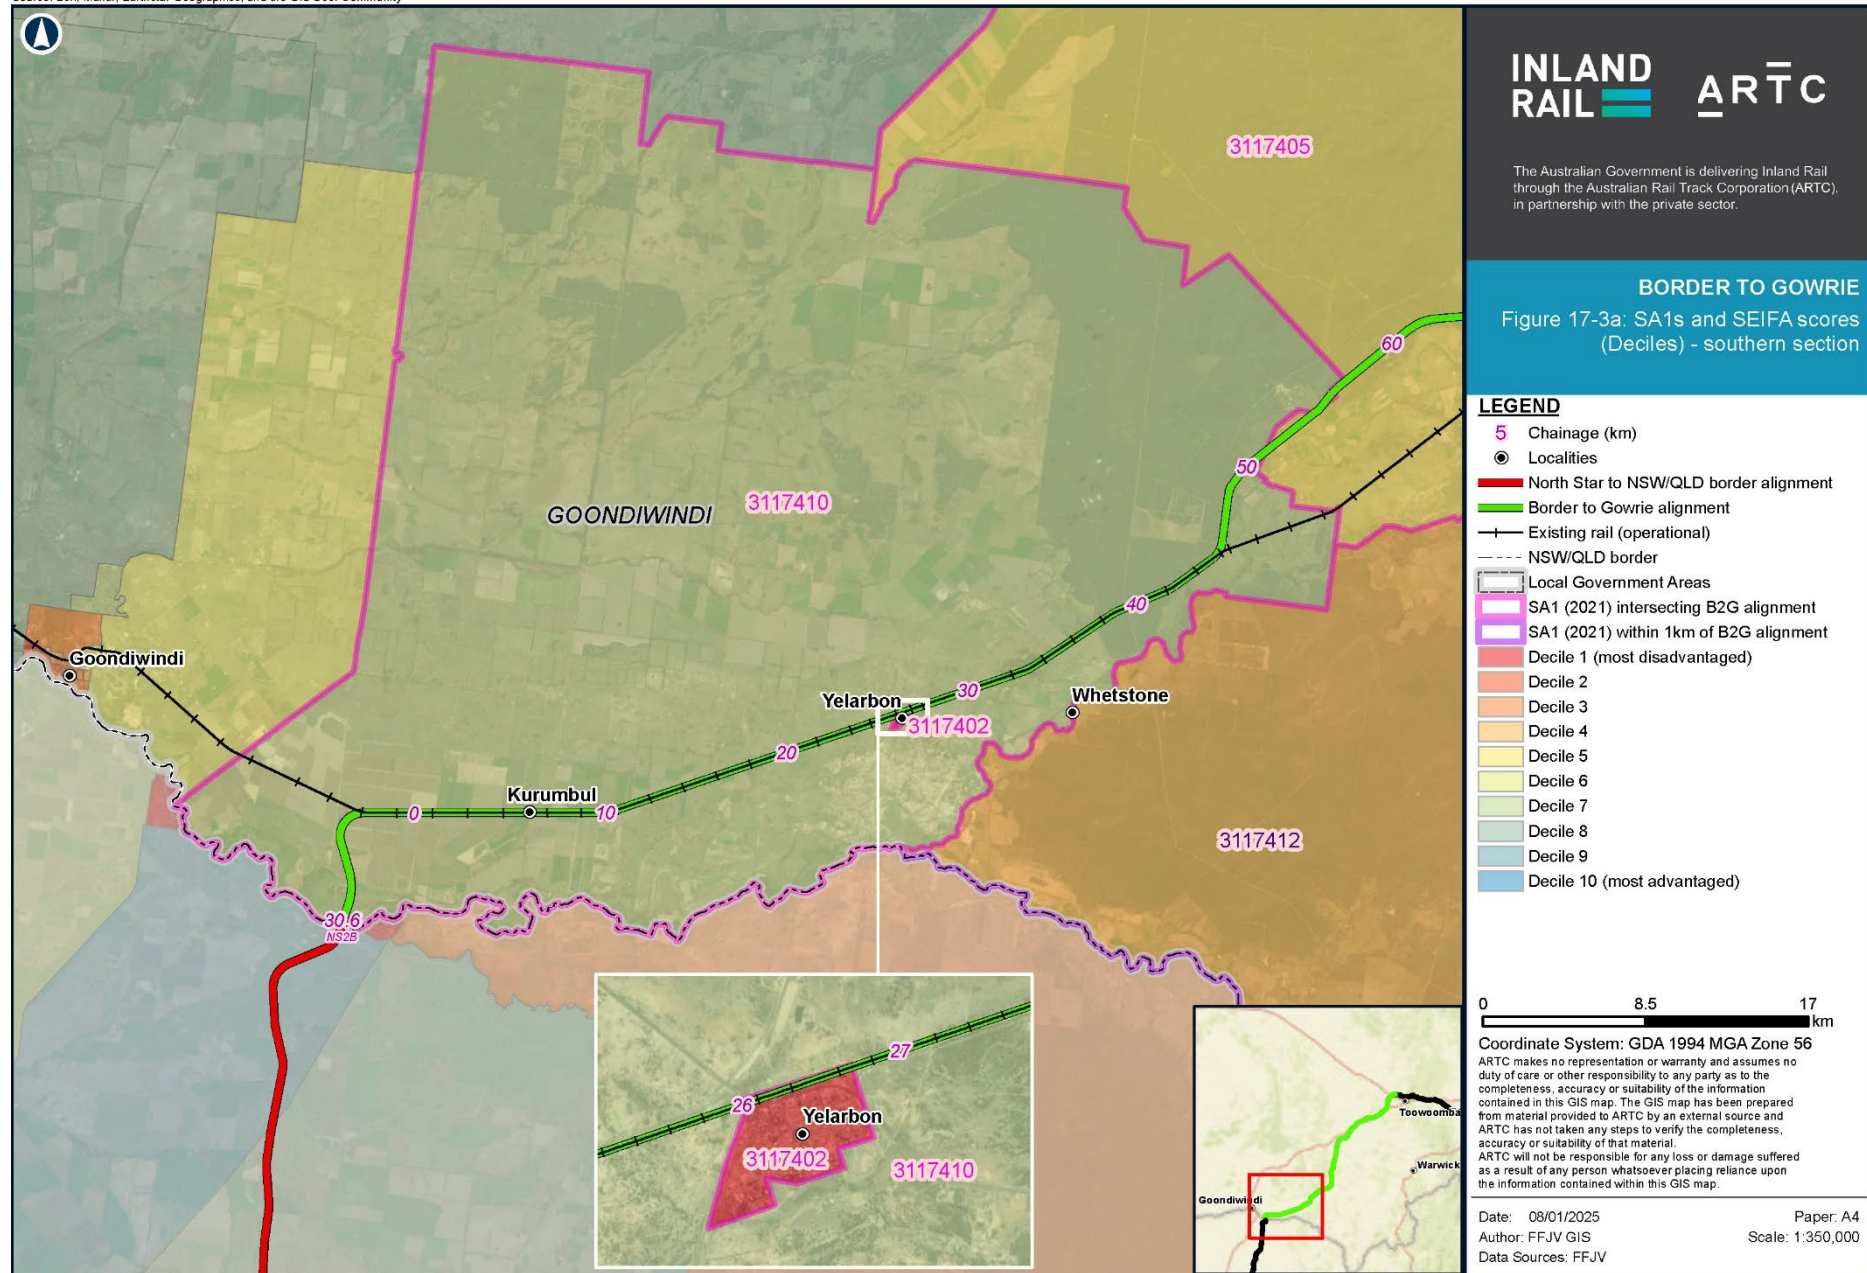 INLAND
RAIL
ARTC
The Australian Government is delivering Inland Rail
through the Australian Rail Track Corporation (ARTC),
in partnership with the private sector.
BORDER TO GOWRIE
Figure 17-3a: SA1s and SEIFA scores
(Deciles) - southern section
LEGEND
5 Chainage (km)
Localities
North Star to NSW/QLD border alignment
Border to Gowrie alignment
Existing rail (operational)
NSW/QLD border
Local Government Areas
SA1 (2021) intersecting B2G alignment
SA1 (2021) within 1km of B2G alignment
Decile 1 (most disadvantaged)
Decile 2
Decile 3
Decile 4
Decile 5
Decile 6
Decile 7
Decile 8
Decile 9
Decile 10 (most advantaged)
0 8.5 17
km
Coordinate System: GDA 1994 MGA Zone 56
ARTC makes no representation or warranty and assumes no
duty of care or other responsibility to any party as to the
completeness, accuracy or suitability of the information
contained in this GIS map. The GIS map has been prepared
from material provided to ARTC by an external source and
ARTC has not taken any steps to verify the completeness,
accuracy or suitability of that material.
ARTC will not be responsible for any loss or damage suffered
as a result of any person whatsoever placing reliance upon
the information contained within this GIS map.
Date: 08/01/2025 Paper: A4
Author: FFJV GIS Scale: 1:350,000
Data Sources: FFJV
3117405
60
50
GOONDIWINDI 3117410
40
Goondiwindi
30
Yelarbon
Whetstone
3117402
20
Kurumbul
0
10
3117412
30.6
NS2B
27
26
Yelarbon
3117402
3117410
Toowoomba
Warwick
Goondiwindi